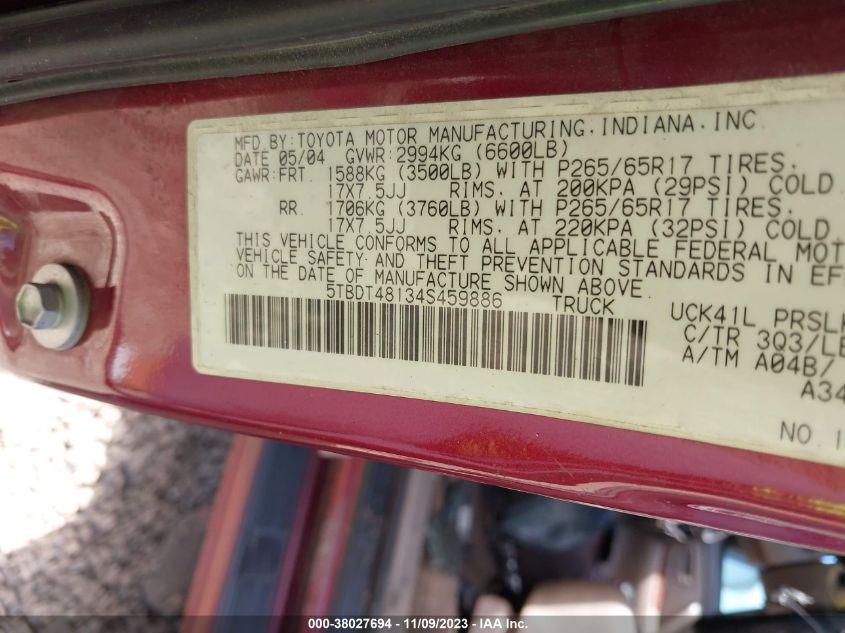 MFD BY: TOYOTA MOTOR MANUFACTURING. INDIANA. INC
DATE 05/04 GVWR: 2994KG (6600LB)
GAWR: FRT. 1588KG (3500LB) WITH P265/65R17 TIRES.
17X7.5JJ RIMS. AT 200KPA (29PSI) COLD.
RR. 1706KG (3760LB) WITH P265/65R17 TIRES.
17X7.5JJ RIMS. AT 220KPA (32PSI) COLD.
THIS VEHICLE CONFORMS TO ALL APPLICABLE FEDERAL MOT
VEHICLE SAFETY AND THEFT PREVENTION STANDARDS IN EF
ON THE DATE OF MANUFACTURE SHOWN ABOVE.
5TBDT48134S459886 TRUCK
UCK41L PRSL
C/TR 3Q3/LE
A/TM A04B/
A34
NO. 1
000-38027694 - 11/09/2023 - IAA Inc.